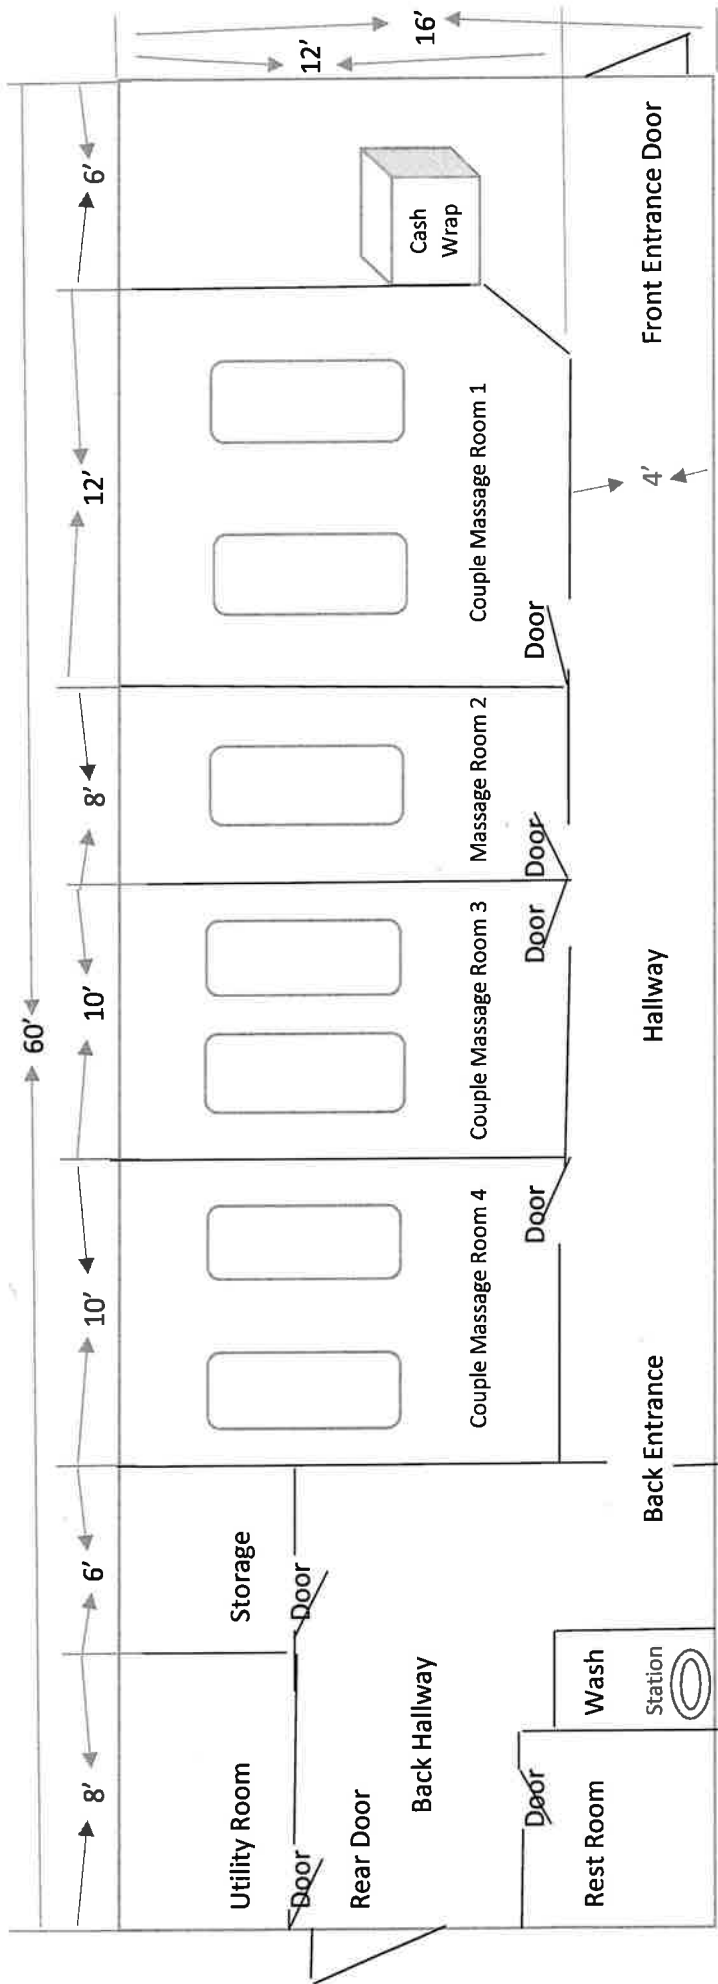 60'
8'
6'
10'
10'
8'
12'
6'
12'
16'
Utility Room
Storage
Door
Door
Rear Door
Back Hallway
Door
Rest Room
Wash
Station
Back Entrance
Couple Massage Room 4
Door
Couple Massage Room 3
Door
Massage Room 2
Door
Couple Massage Room 1
Door
Hallway
4'
Cash
Wrap
Front Entrance Door